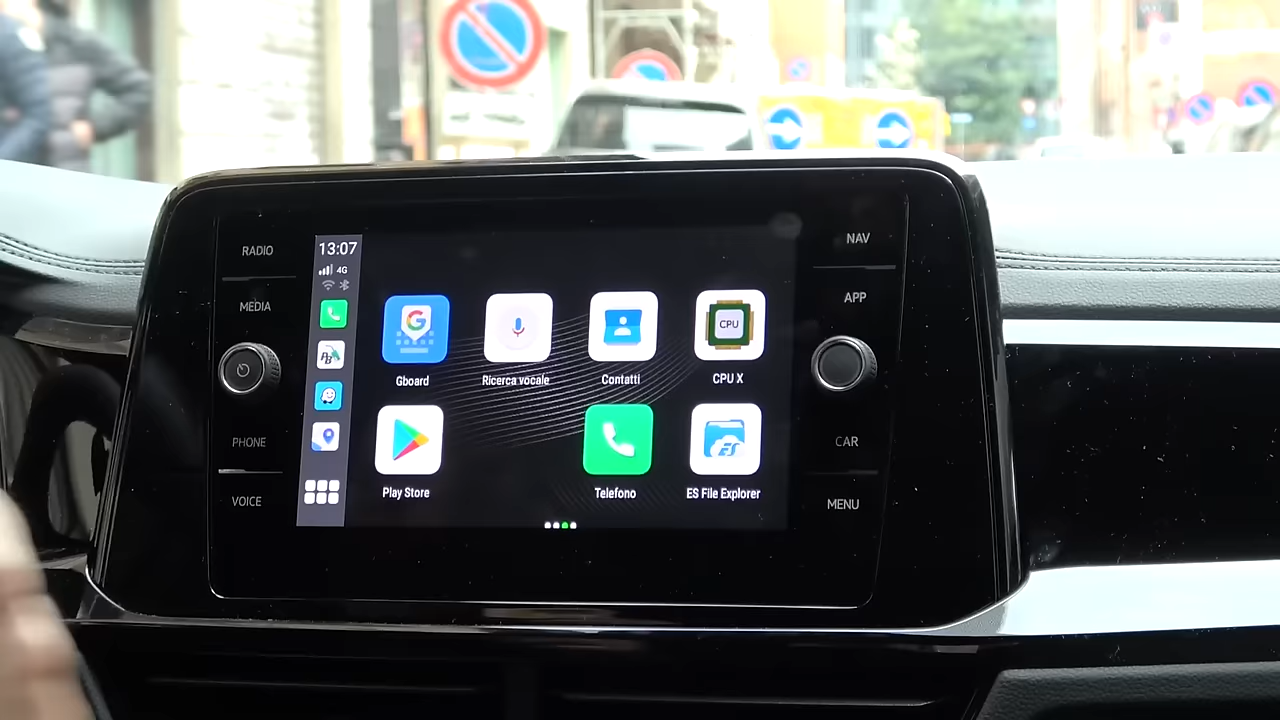 RADIO
MEDIA
PHONE
VOICE
13:07
4G
Gboard
Ricerca vocale
Contatti
CPU
CPU X
Play Store
Telefono
ES
ES File Explorer
NAV
APP
CAR
MENU